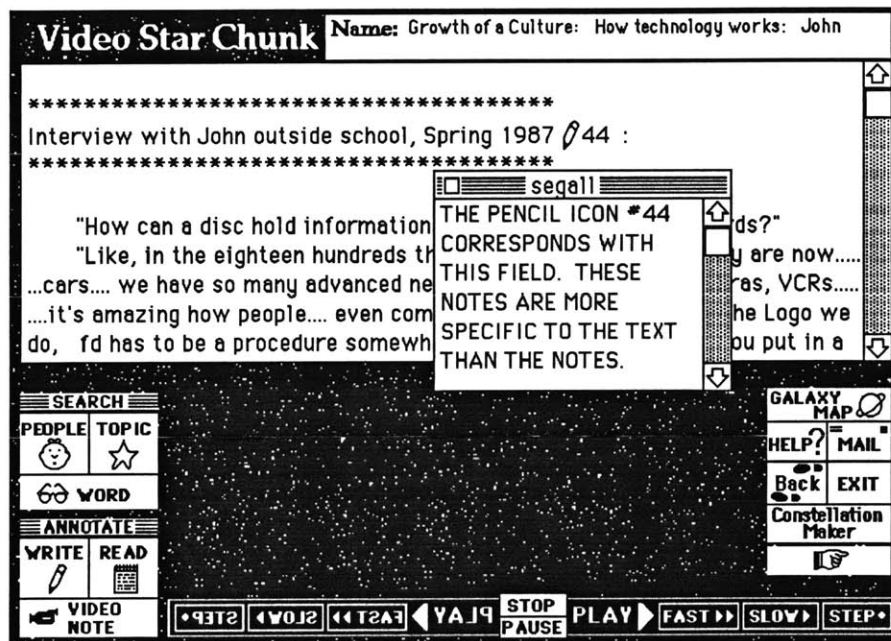 Video Star Chunk
Name: Growth of a Culture: How technology works: John
****************************************
Interview with John outside school, Spring 1987 44 :
****************************************
"How can a disc hold information ds?"
"Like, in the eighteen hundreds th y are now.....
...cars.... we have so many advanced ne ras, VCRs.....
....it's amazing how people.... even com he Logo we
do, fd has to be a procedure somewh ou put in a
segall
THE PENCIL ICON #44
CORRESPONDS WITH
THIS FIELD. THESE
NOTES ARE MORE
SPECIFIC TO THE TEXT
THAN THE NOTES.
SEARCH
PEOPLE TOPIC
WORD
ANNOTATE
WRITE READ
VIDEO
NOTE
GALAXY
MAP
HELP? MAIL
Back EXIT
Constellation
Maker
STEP SLOW FAST PLAY STOP PAUSE PLAY FAST SLOW STEP